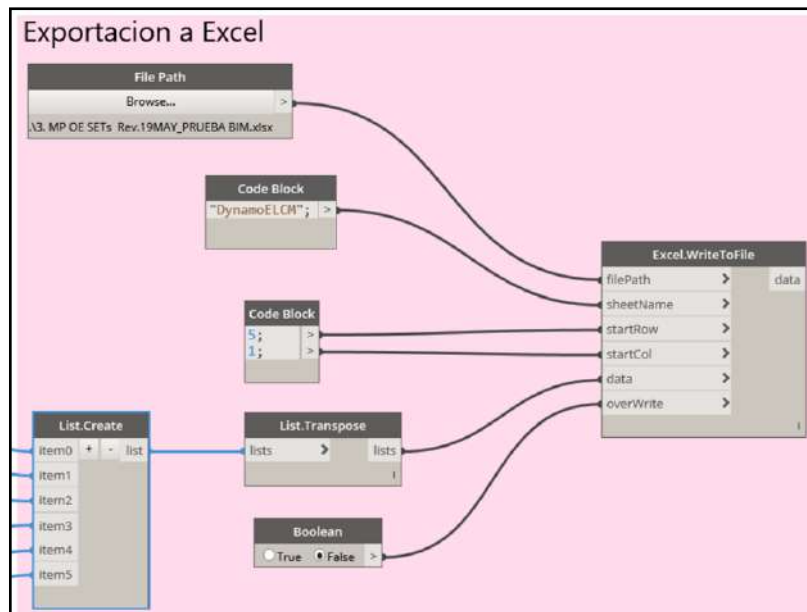 Exportacion a Excel
File Path
Browse... >
.\3. MP OE SETs Rev.19MAY_PRUEBA BIM.xlsx
Code Block
"DynamoELCM"; >
Code Block
5; >
1; >
Excel.WriteToFile
filePath > data
sheetName >
startRow >
startCol >
data >
overWrite >
List.Create
item0 + - list
item1
item2
item3
item4
item5
List.Transpose
lists > lists
Boolean
True False >